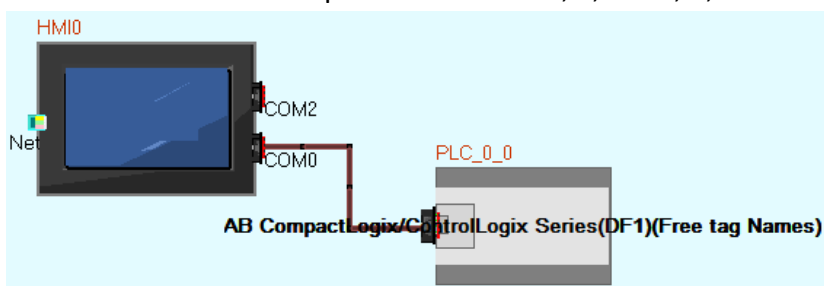 HMI0
COM2
Net
COM0
PLC_0_0
AB CompactLogix/ControlLogix Series(DF1)(Free tag Names)